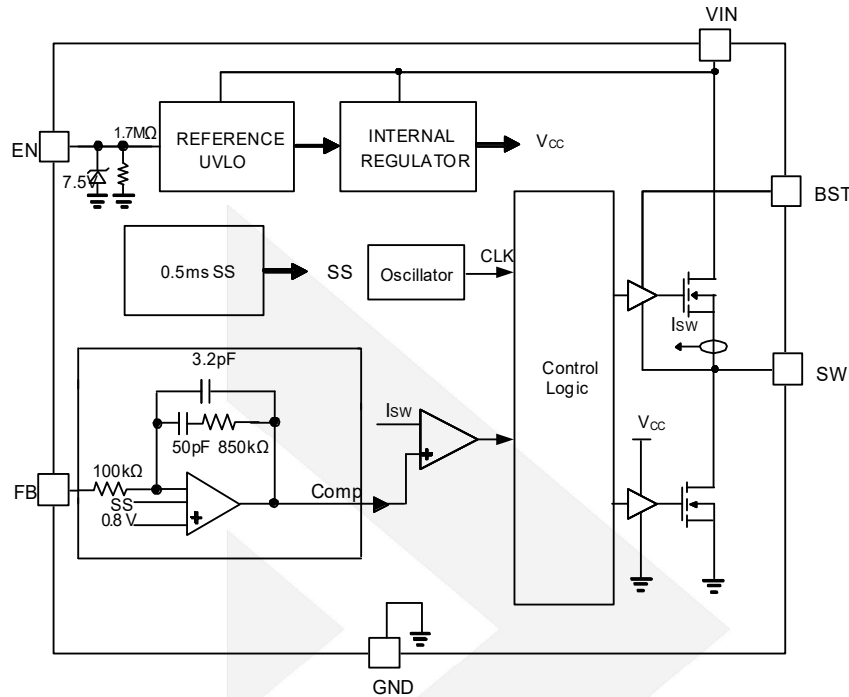 VIN
EN
1.7MΩ
7.5V
REFERENCE
UVLO
INTERNAL
REGULATOR
VCC
BST
0.5ms SS
SS
Oscillator
CLK
ISW
SW
Control
Logic
3.2pF
50pF
850kΩ
ISW
VCC
FB
100kΩ
SS
0.8 V
+
Comp
+
GND